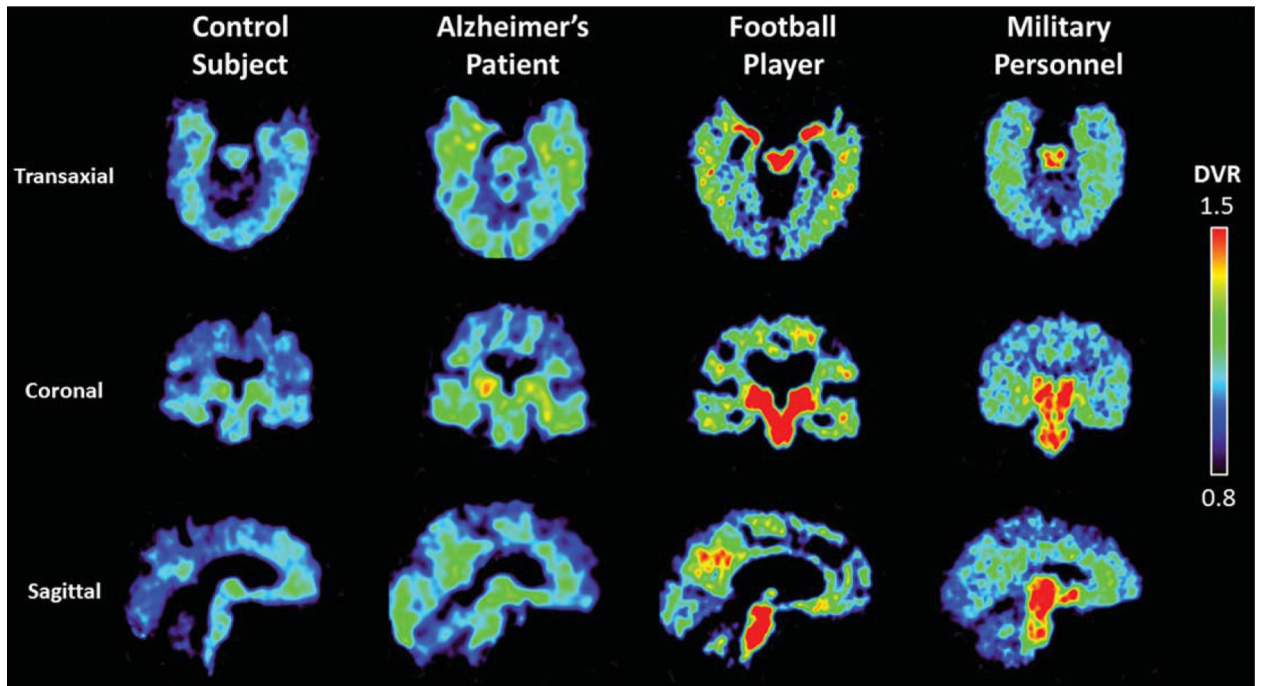 Control
Subject
Alzheimer's
Patient
Football
Player
Military
Personnel
Transaxial
DVR
1.5
Coronal
0.8
Sagittal